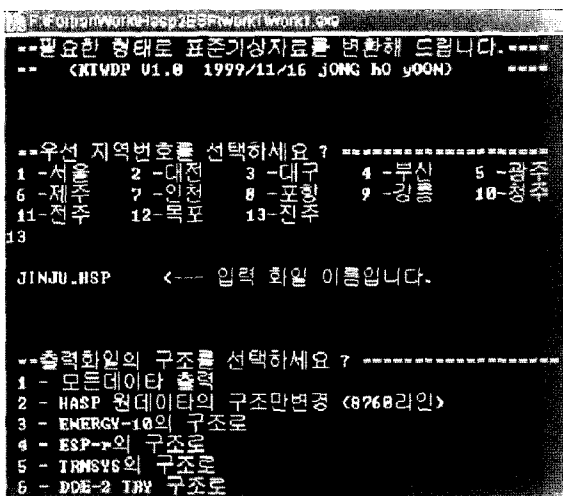 F:\FortranWork\Hasp2ESP\work1\work1.exe
--필요한 형태로 표준기상자료를 변환해 드립니다.----
-- (KTWDP V1.0 1999/11/16 jONG hO yOON) ----
--우선 지역번호를 선택하세요 ? ====================
1 -서울 2 -대전 3 -대구 4 -부산 5 -광주
6 -제주 7 -인천 8 -포항 9 -강릉 10-청주
11-전주 12-목포 13-진주
13
JINJU.HSP <--- 입력 화일 이름입니다.
--출력화일의 구조를 선택하세요 ? ==================
1 - 모든데이타 출력
2 - HASP 원데이타의 구조만변경 (8760라인)
3 - ENERGY-10의 구조로
4 - ESP-r의 구조로
5 - TRNSYS의 구조로
6 - DOE-2 TRY 구조로